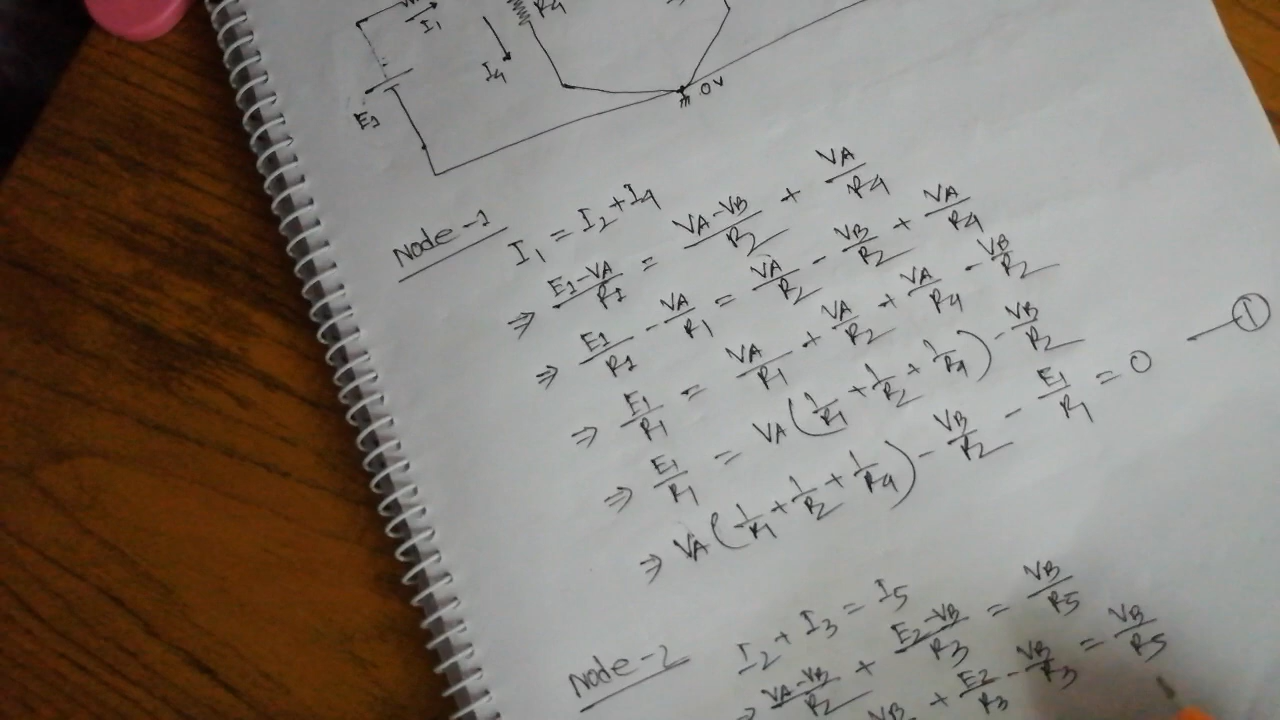 I1
R4
I4
E1
0V
Node-1 I1 = I2 + I4
⇒ E1-VA/R1 = VA-VB/R2 + VA/R4
⇒ E1/R1 - VA/R1 = VA/R2 - VB/R2 + VA/R4
⇒ E1/R1 = VA/R1 + VA/R2 + VA/R4 - VB/R2
⇒ E1/R1 = VA(1/R1 + 1/R2 + 1/R4) - VB/R2
⇒ VA(1/R1 + 1/R2 + 1/R4) - VB/R2 - E1/R1 = 0 — 1
Node-2 I2 + I3 = I5
⇒ VA-VB/R2 + E2-VB/R3 = VB/R5
VB + E2/R3 - VB/R3 = VB/R5